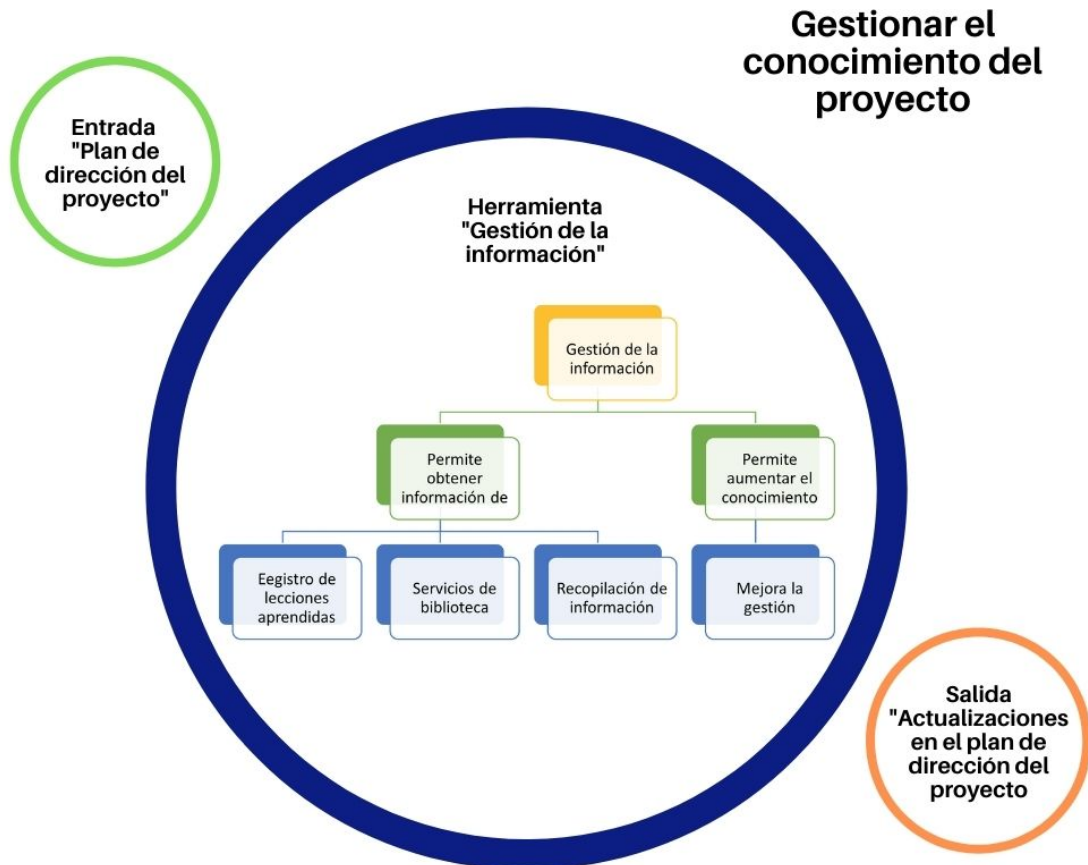 Gestionar el
conocimiento del
proyecto
Entrada
"Plan de
dirección del
proyecto"
Herramienta
"Gestión de la
información"
Gestión de la
información
Permite
obtener
información de
Permite
aumentar el
conocimiento
Eegistro de
lecciones
aprendidas
Servicios de
biblioteca
Recopilación de
información
Mejora la
gestión
Salida
"Actualizaciones
en el plan de
dirección del
proyecto